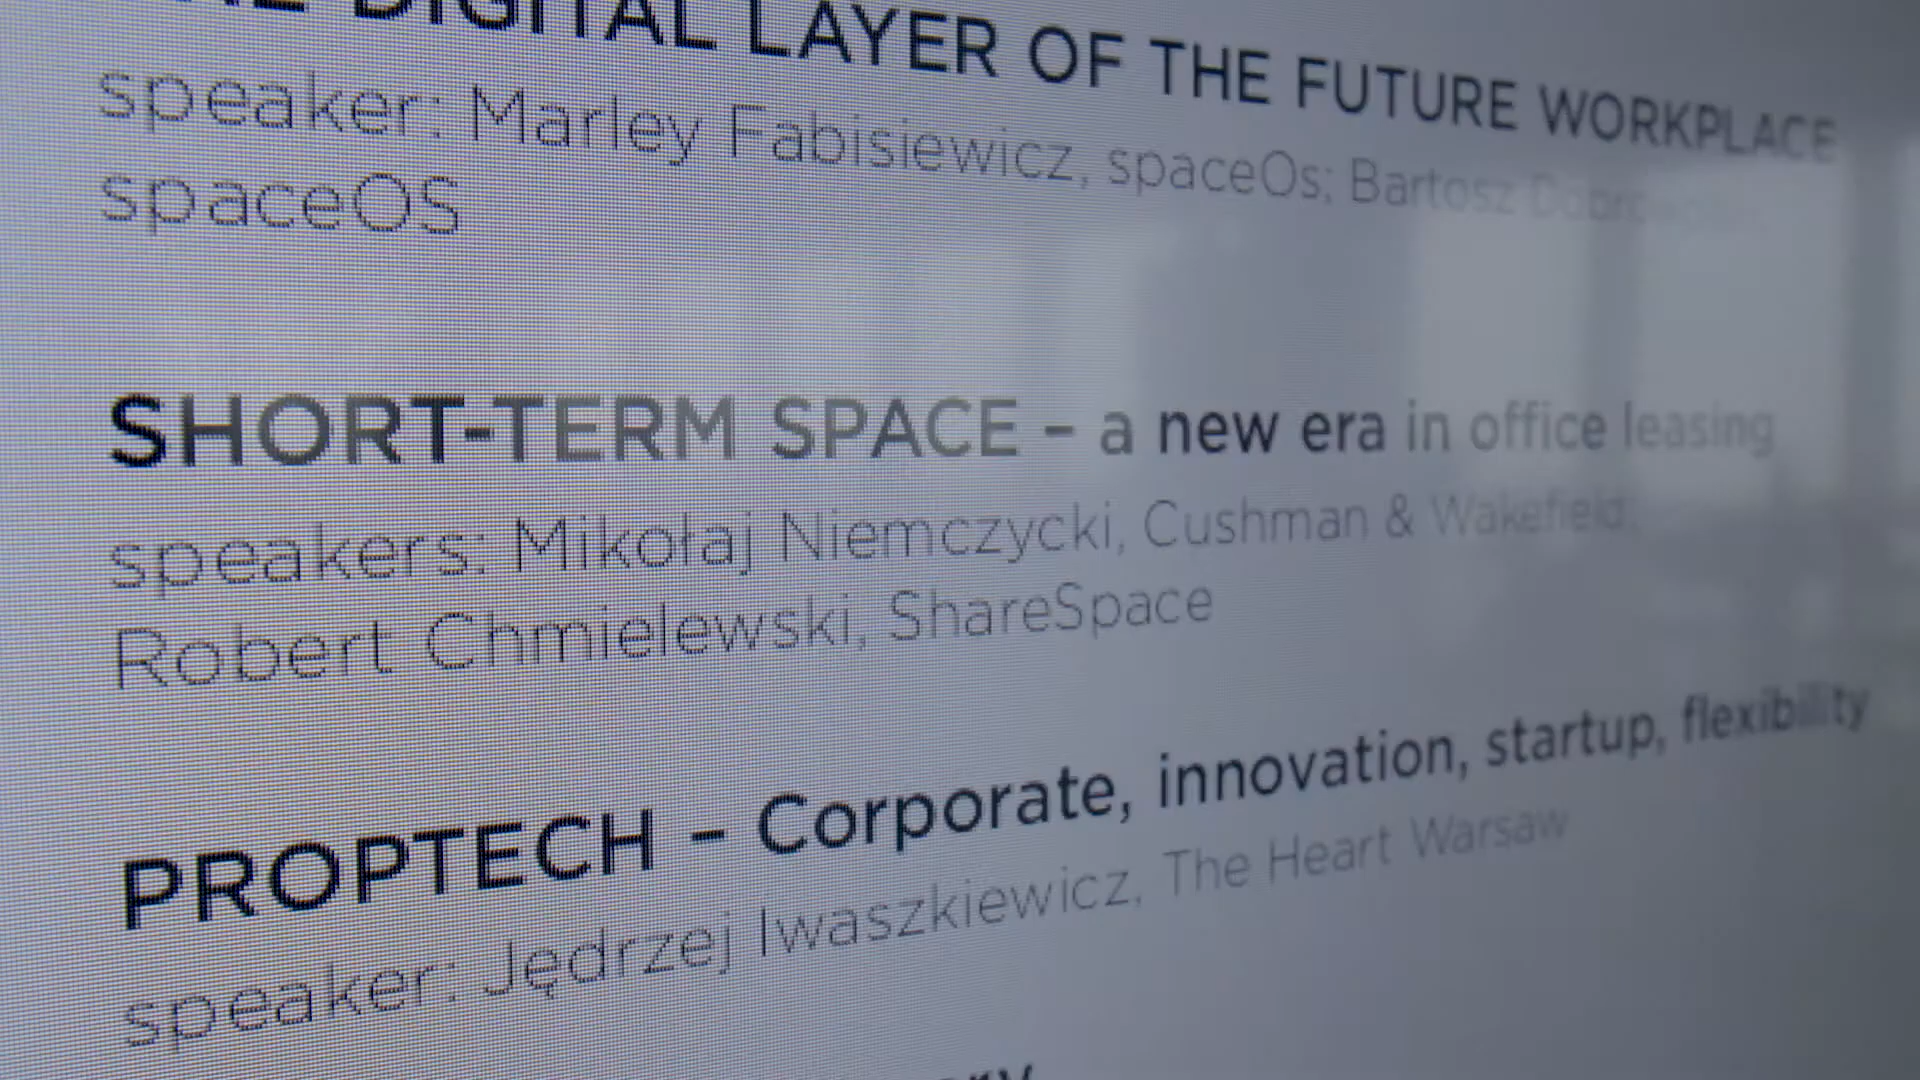 DIGITAL LAYER OF THE FUTURE WORKPLACE
speaker: Marley Fabisiewicz, spaceOs; Bartosz
spaceOS
SHORT-TERM SPACE – a new era in office leasing
speakers: Mikołaj Niemczycki, Cushman & Wakefield;
Robert Chmielewski, ShareSpace
PROPTECH – Corporate, innovation, startup, flexibility
speaker: Jędrzej Iwaszkiewicz, The Heart Warsaw